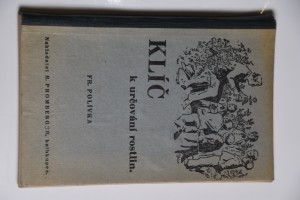 KLÍČ
k určování rostlin.
FR. POLÍVKA
Nakladatel R. PROMBERGER, knihkupec,